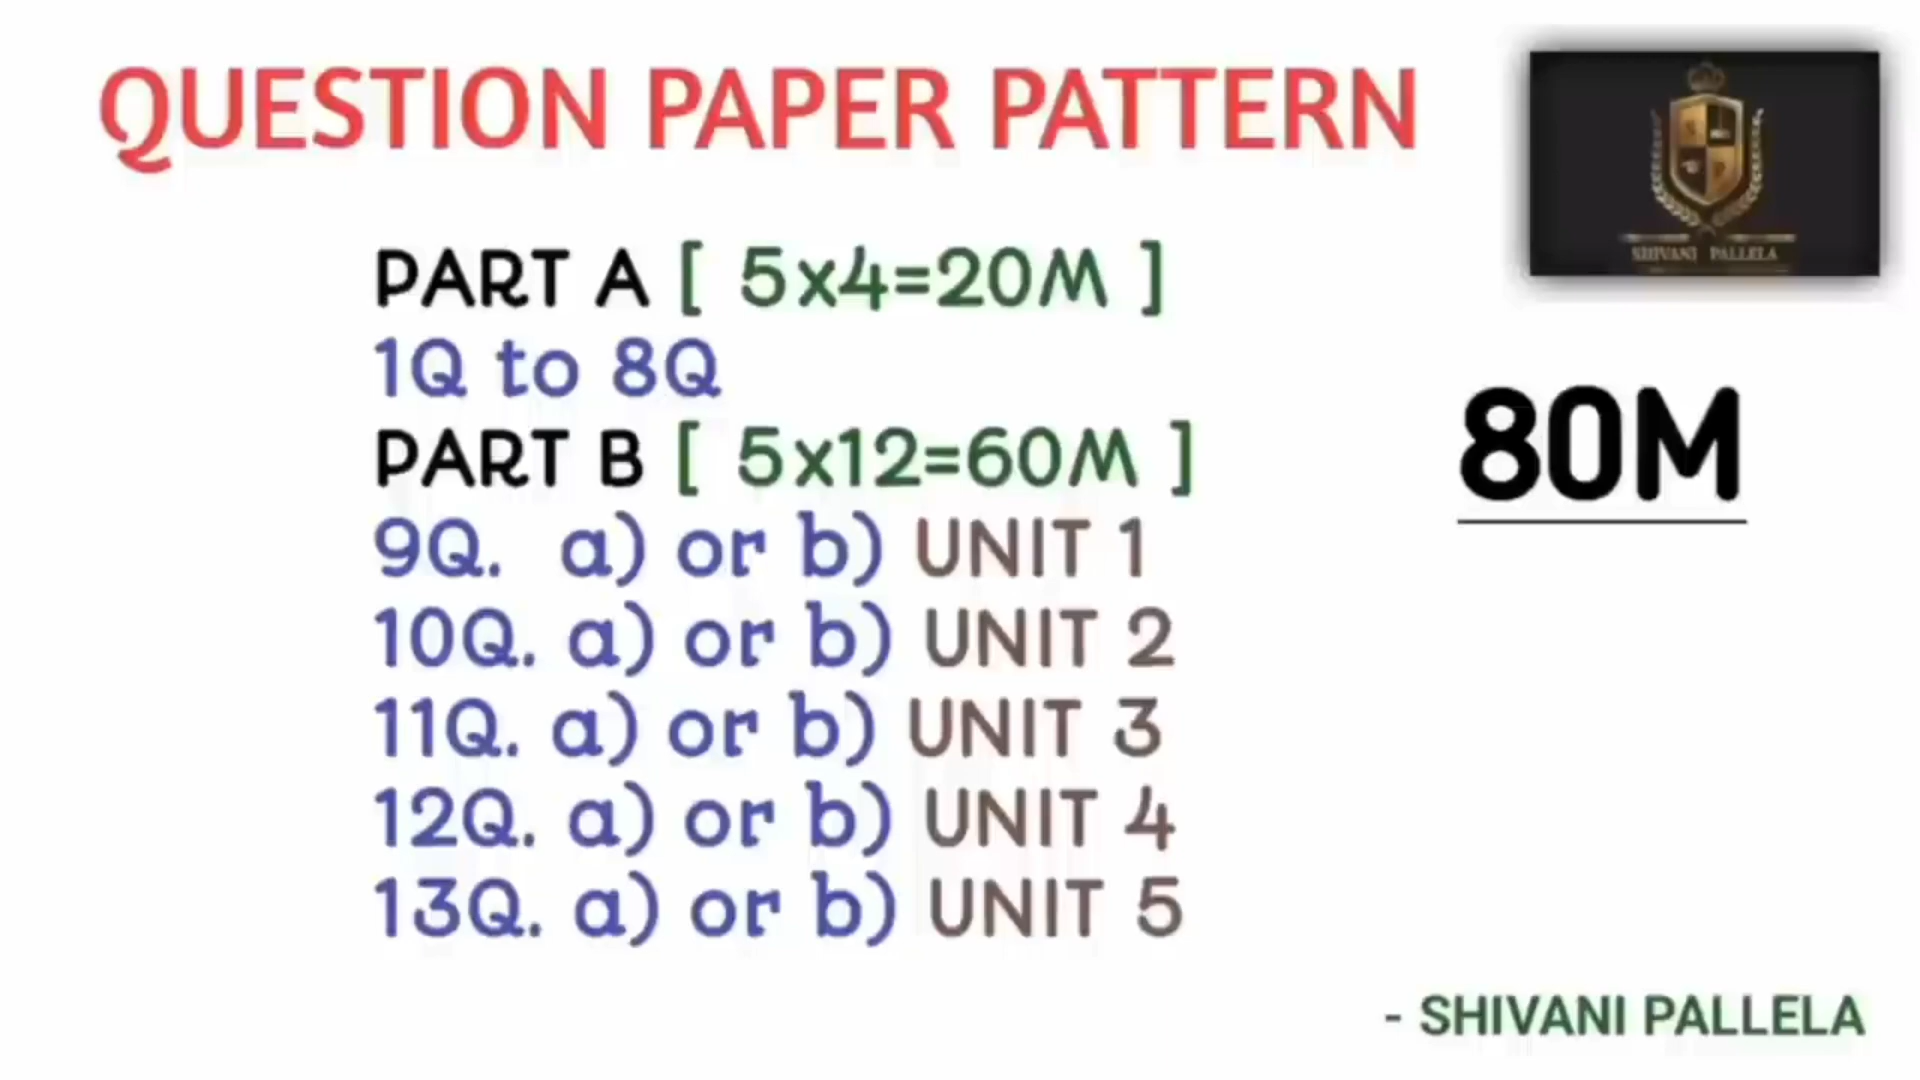 QUESTION PAPER PATTERN
SHIVANI PALLELA
PART A [ 5x4=20M ]
1Q to 8Q
80M
PART B [ 5x12=60M ]
9Q. a) or b) UNIT 1
10Q. a) or b) UNIT 2
11Q. a) or b) UNIT 3
12Q. a) or b) UNIT 4
13Q. a) or b) UNIT 5
- SHIVANI PALLELA